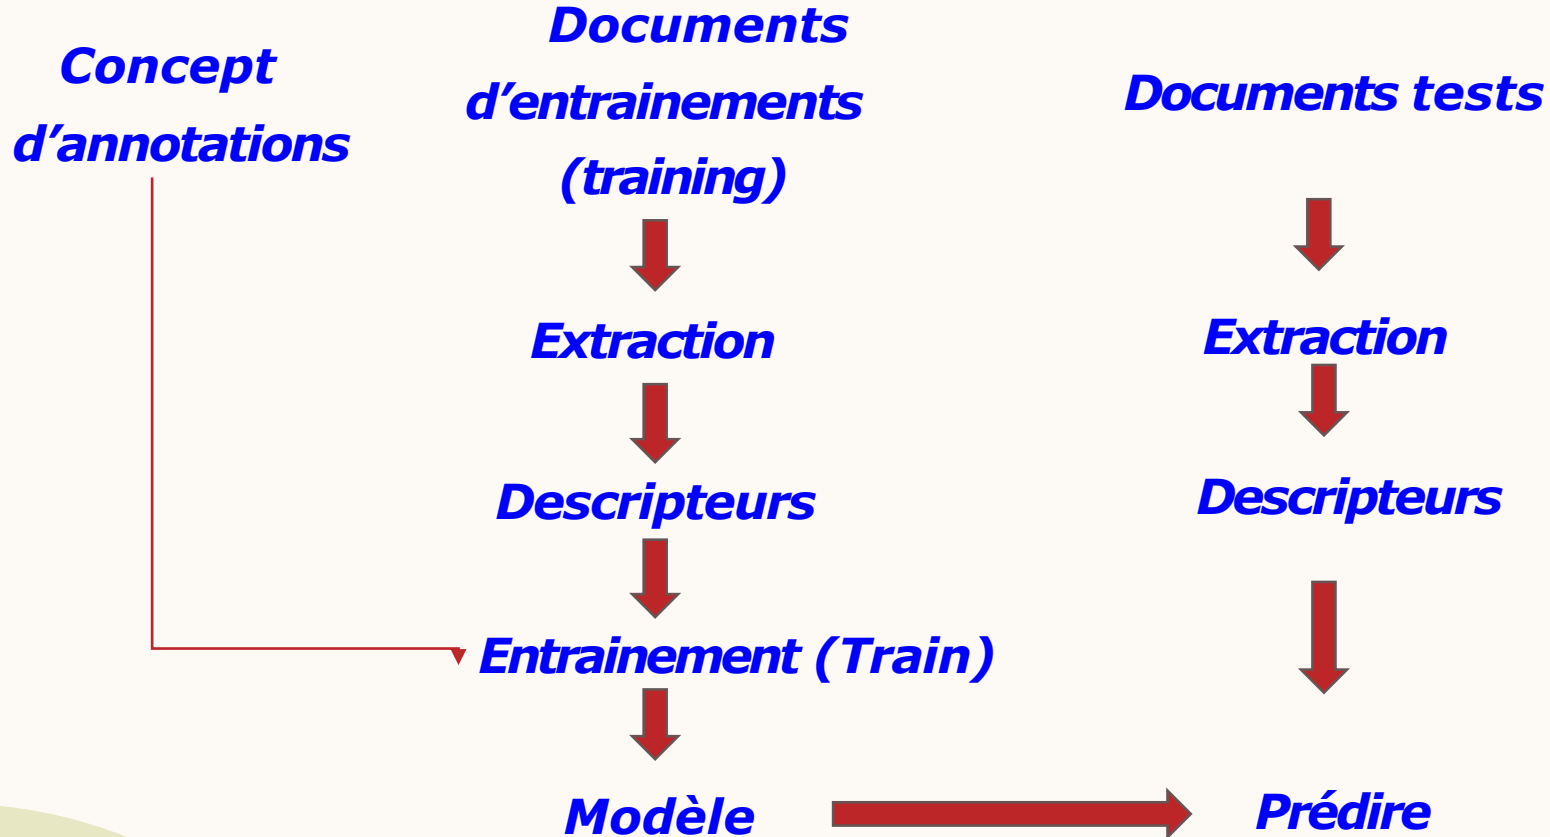 Concept
d’annotations
Documents
d’entrainements
(training)
Documents tests
Extraction
Extraction
Descripteurs
Descripteurs
Entrainement (Train)
Modèle
Prédire